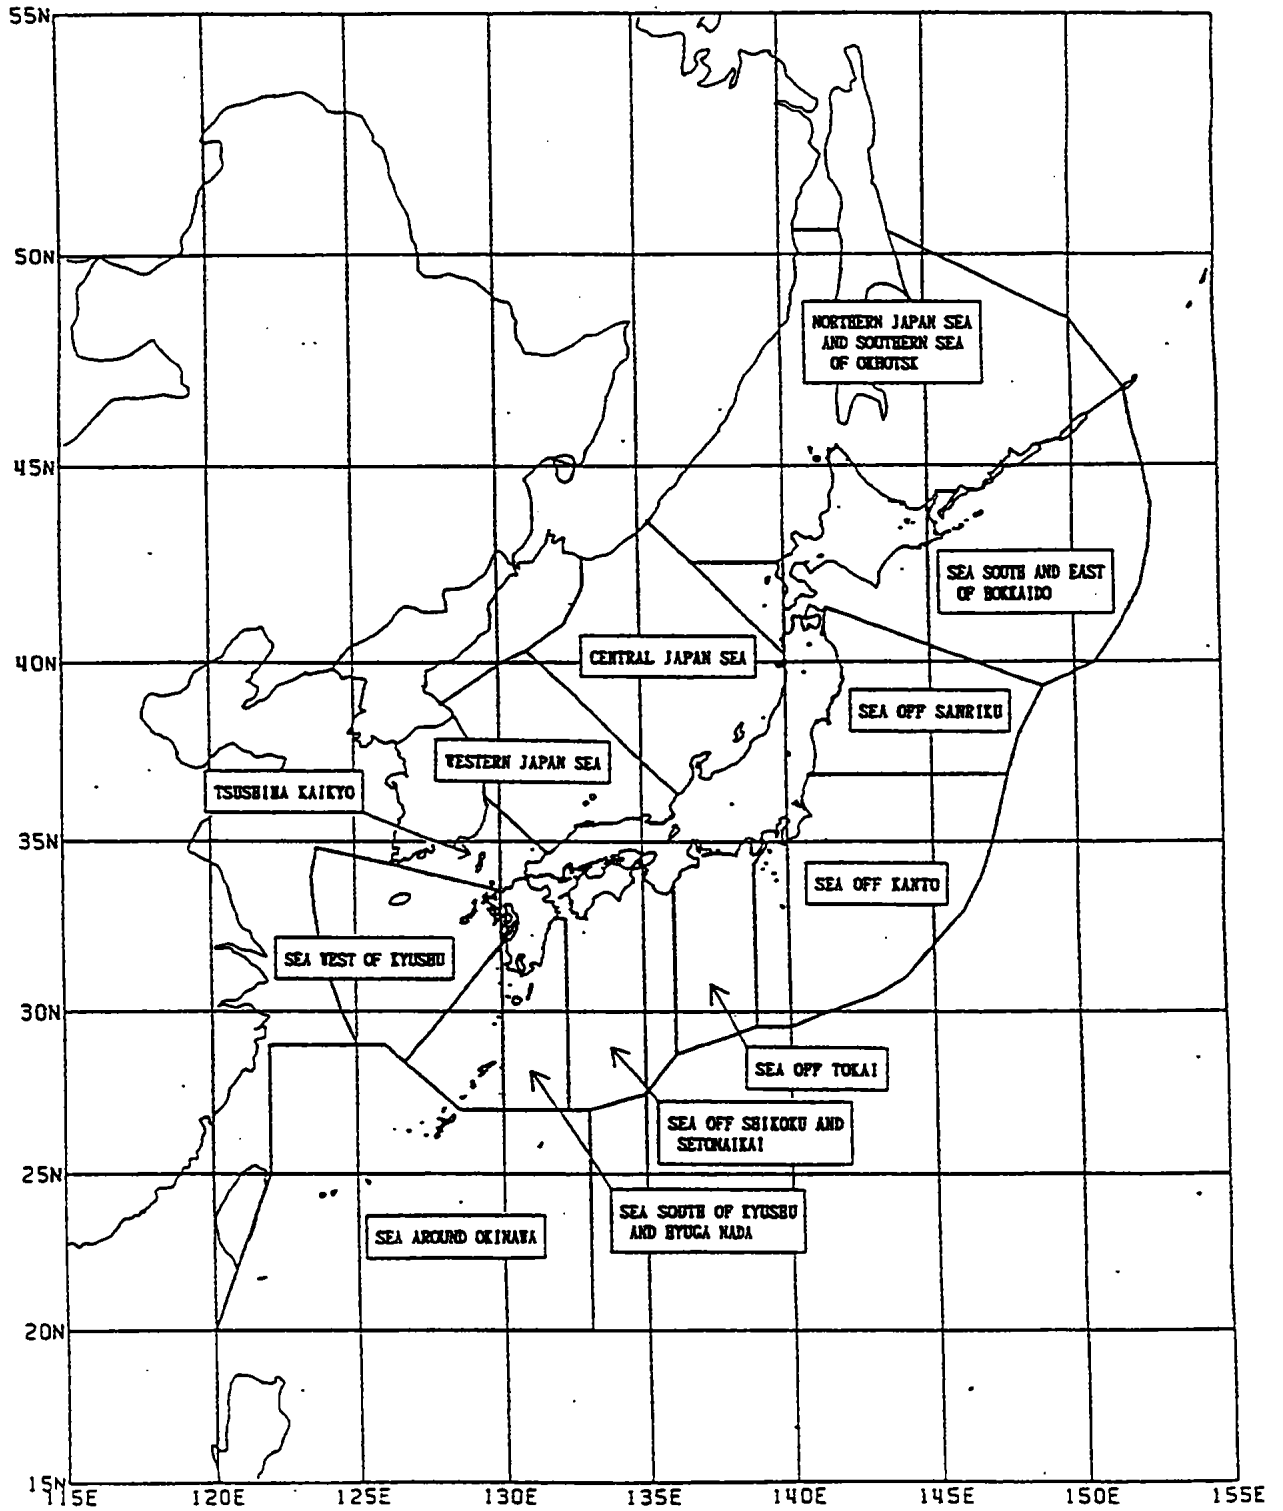 55N
50N
NORTHERN JAPAN SEA
AND SOUTHERN SEA
OF OKHOTSK
45N
SEA SOUTH AND EAST
OF HOKKAIDO
CENTRAL JAPAN SEA
40N
SEA OFF SANRIKU
WESTERN JAPAN SEA
TSUSHIMA KAIKYO
35N
SEA OFF KANTO
SEA WEST OF KYUSHU
30N
SEA OFF TOKAI
SEA OFF SHIKOKU AND
SETONAIKAI
25N
SEA SOUTH OF KYUSHU
AND HYUGA NADA
SEA AROUND OKINAWA
20N
15N
115E 120E 125E 130E 135E 140E 145E 150E 155E